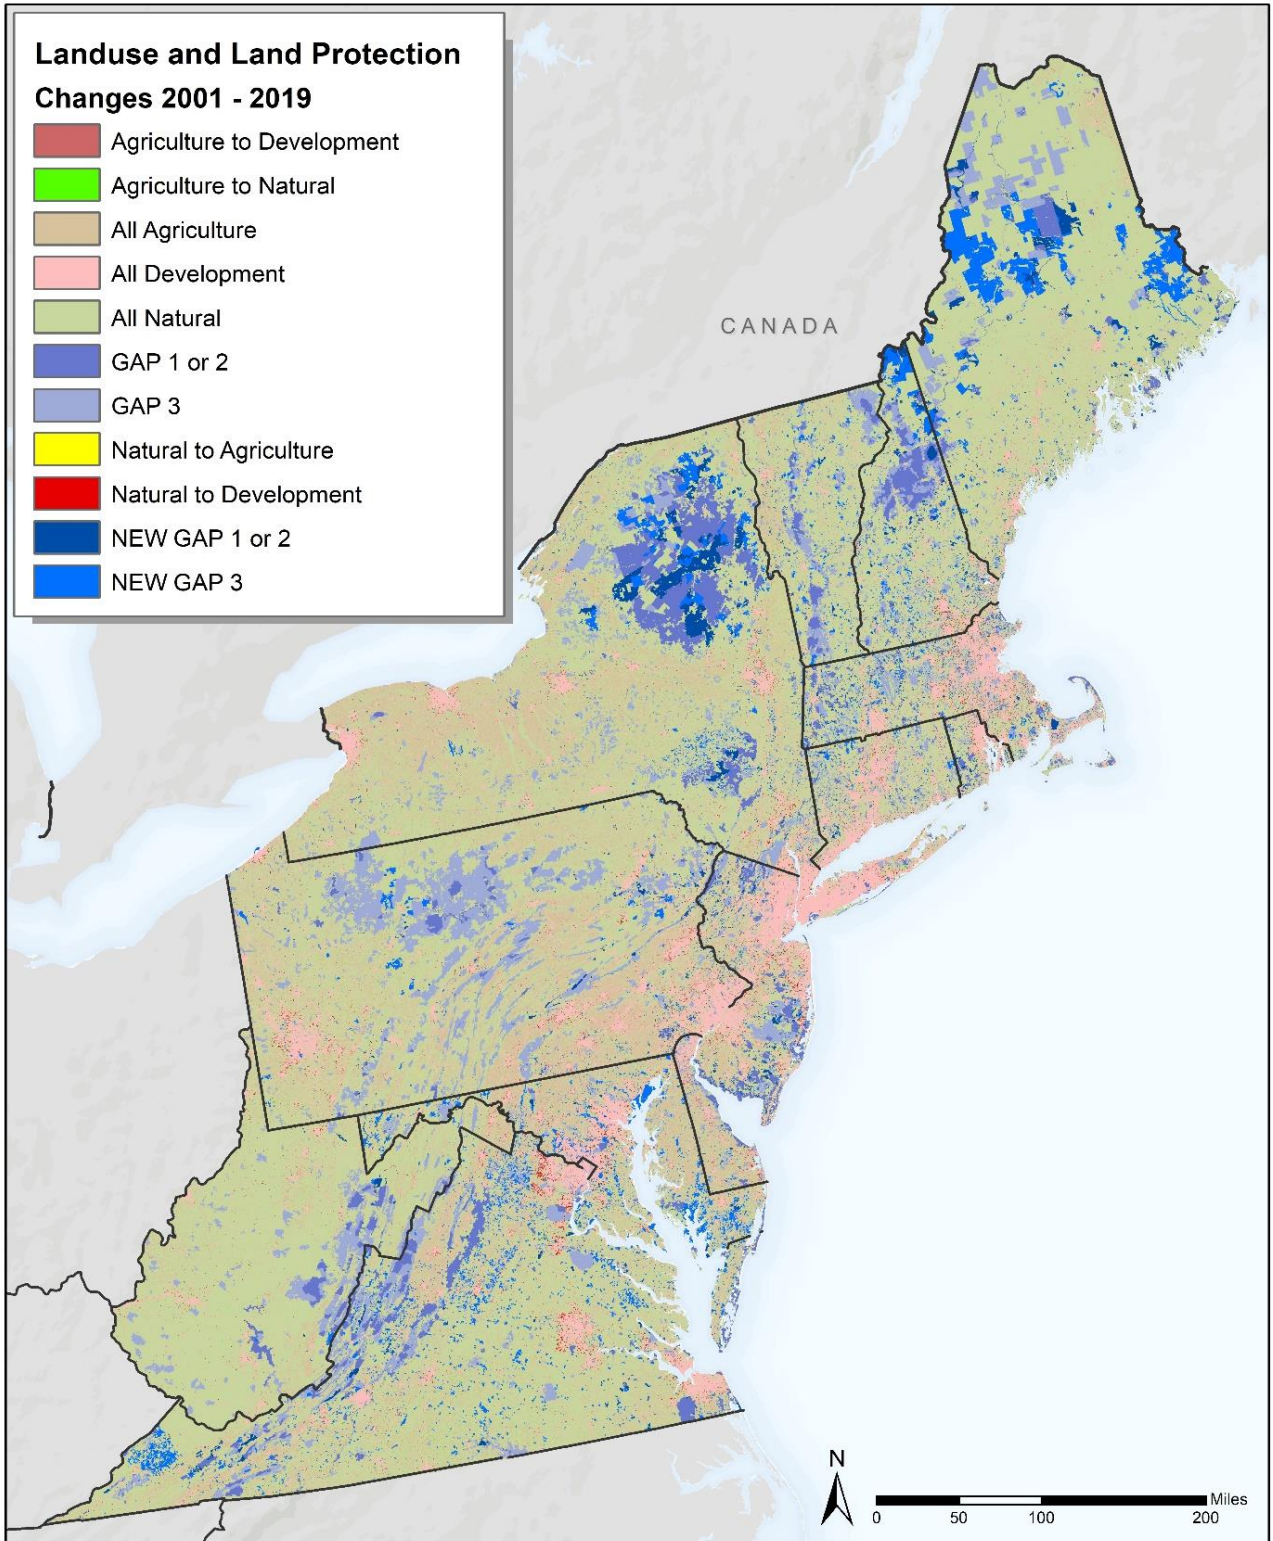 Landuse and Land Protection
Changes 2001 - 2019
Agriculture to Development
Agriculture to Natural
All Agriculture
All Development
All Natural
GAP 1 or 2
GAP 3
Natural to Agriculture
Natural to Development
NEW GAP 1 or 2
NEW GAP 3
CANADA
N
Miles
0 50 100 200